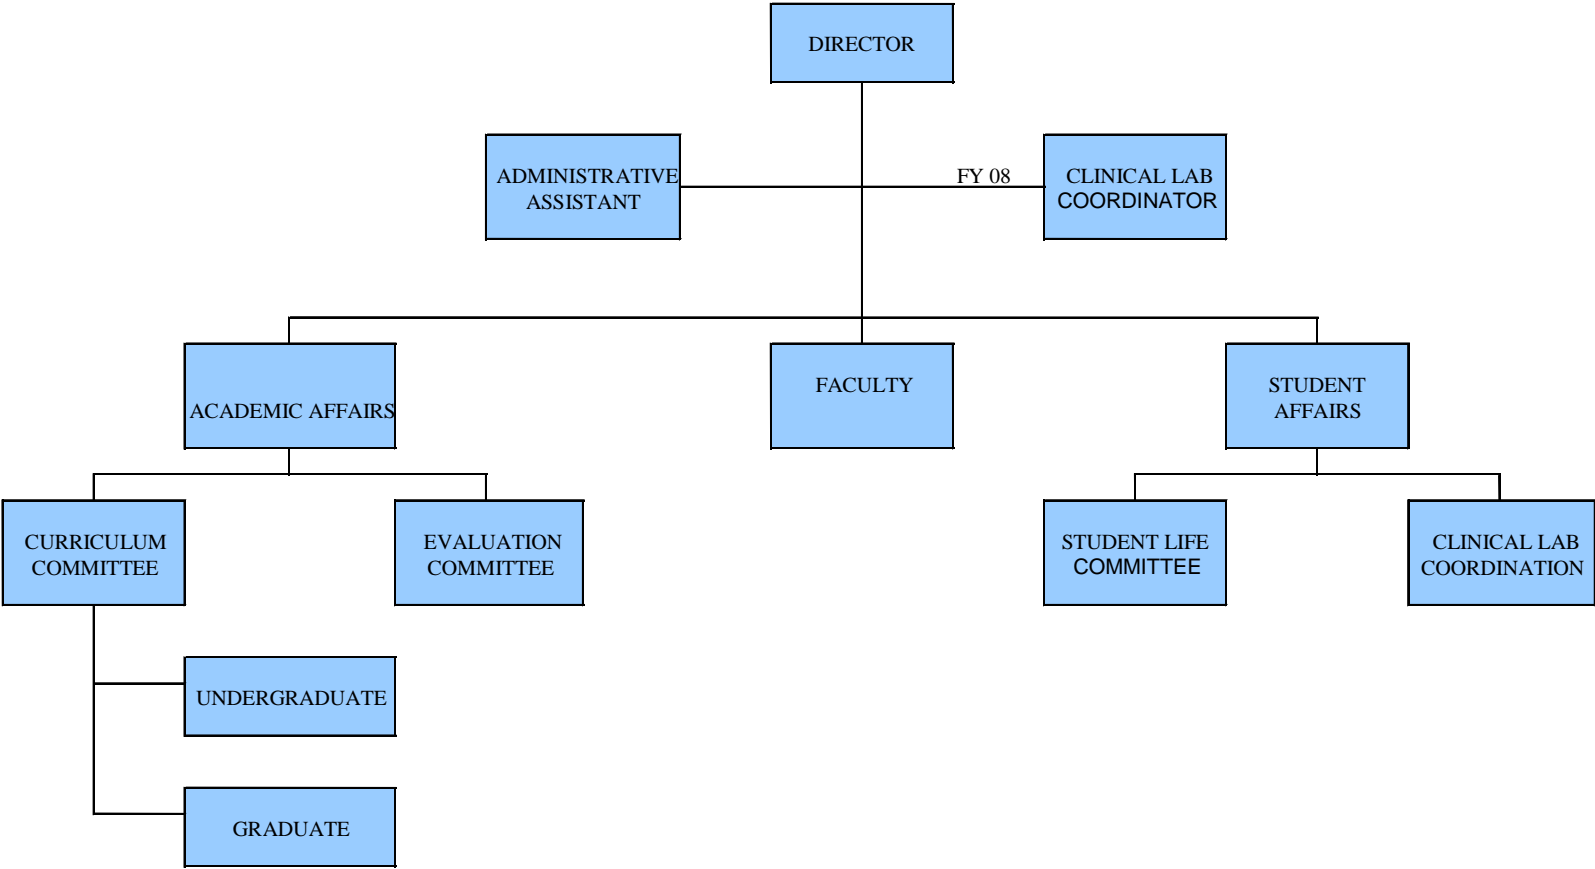 DIRECTOR
ADMINISTRATIVE
ASSISTANT
FY 08
CLINICAL LAB
COORDINATOR
ACADEMIC AFFAIRS
FACULTY
STUDENT
AFFAIRS
CURRICULUM
COMMITTEE
EVALUATION
COMMITTEE
STUDENT LIFE
COMMITTEE
CLINICAL LAB
COORDINATION
UNDERGRADUATE
GRADUATE